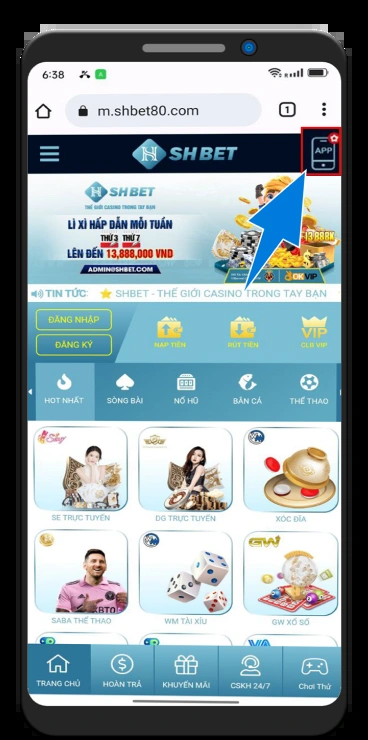 6:38
m.shbet80.com
1
SHBET
APP
SHBET
THẾ GIỚI CASINO TRONG TAY BẠN
LÌ XÌ HẤP DẪN MỖI TUẦN
THỨ 3 THỨ 7
LÊN ĐẾN 13,888,000 VND
ADMIN@SHBET.COM
13,888K
OKVIP
TIN TỨC SHBET - THẾ GIỚI CASINO TRONG TAY BẠN
ĐĂNG NHẬP
ĐĂNG KÝ
NẠP TIỀN RÚT TIỀN CLB VIP
VIP
HOT NHẤT SÒNG BÀI NỔ HŨ BẮN CÁ THỂ THAO
SE TRỰC TUYẾN DG TRỰC TUYẾN XÓC ĐĨA
GW
SABA THỂ THAO WM TÀI XỈU GW XỔ SỐ
TRANG CHỦ HOÀN TRẢ KHUYẾN MÃI CSKH 24/7 Chơi Thử